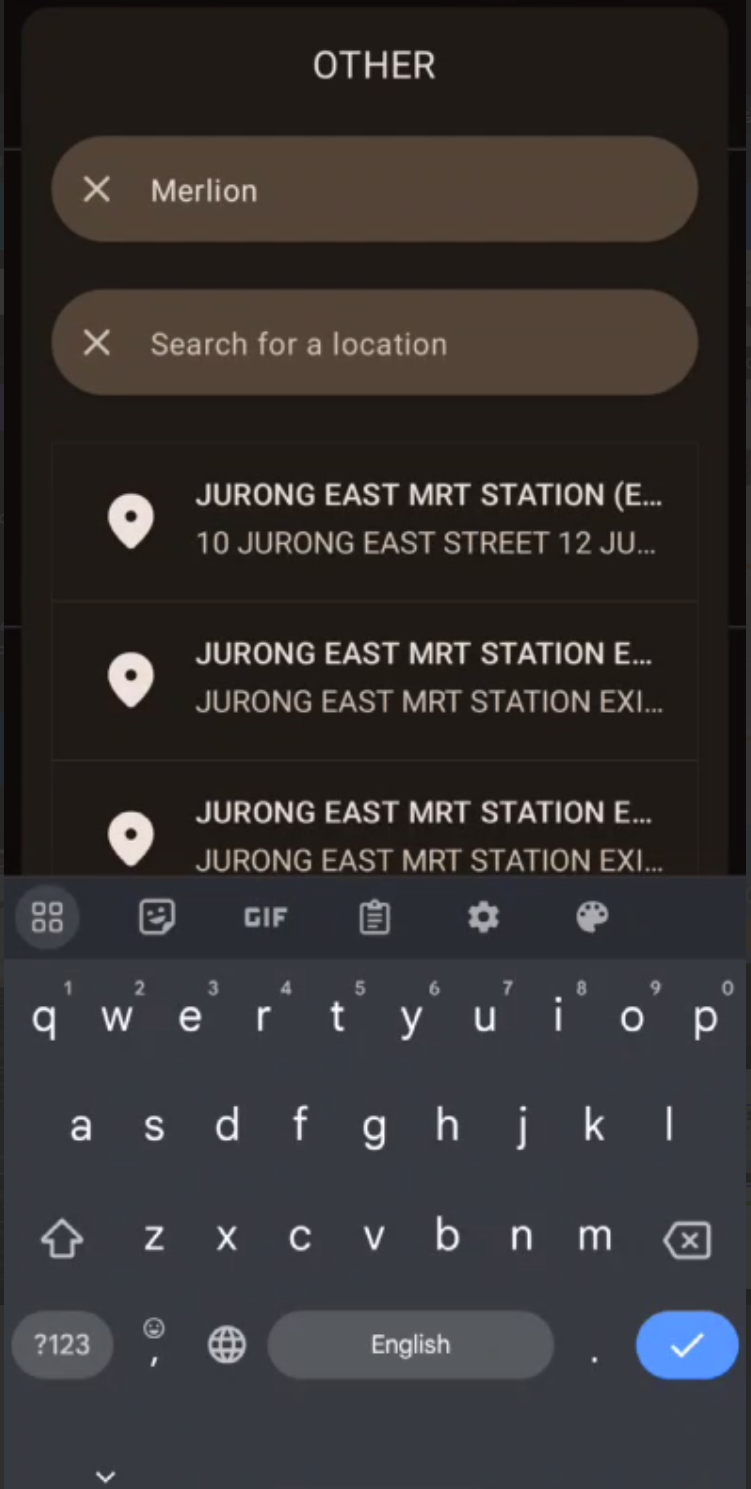 OTHER
Merlion
Search for a location
JURONG EAST MRT STATION (E...
10 JURONG EAST STREET 12 JU...
JURONG EAST MRT STATION E...
JURONG EAST MRT STATION EXI...
JURONG EAST MRT STATION E...
JURONG EAST MRT STATION EXI...
GIF
1 2 3 4 5 6 7 8 9 0
q w e r t y u i o p
a s d f g h j k l
z x c v b n m
?123 , English .